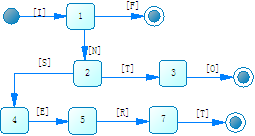 [I] 1 [F]
[N]
[S] 2 [T] 3 [O]
4 [E] 5 [R] 7 [T]